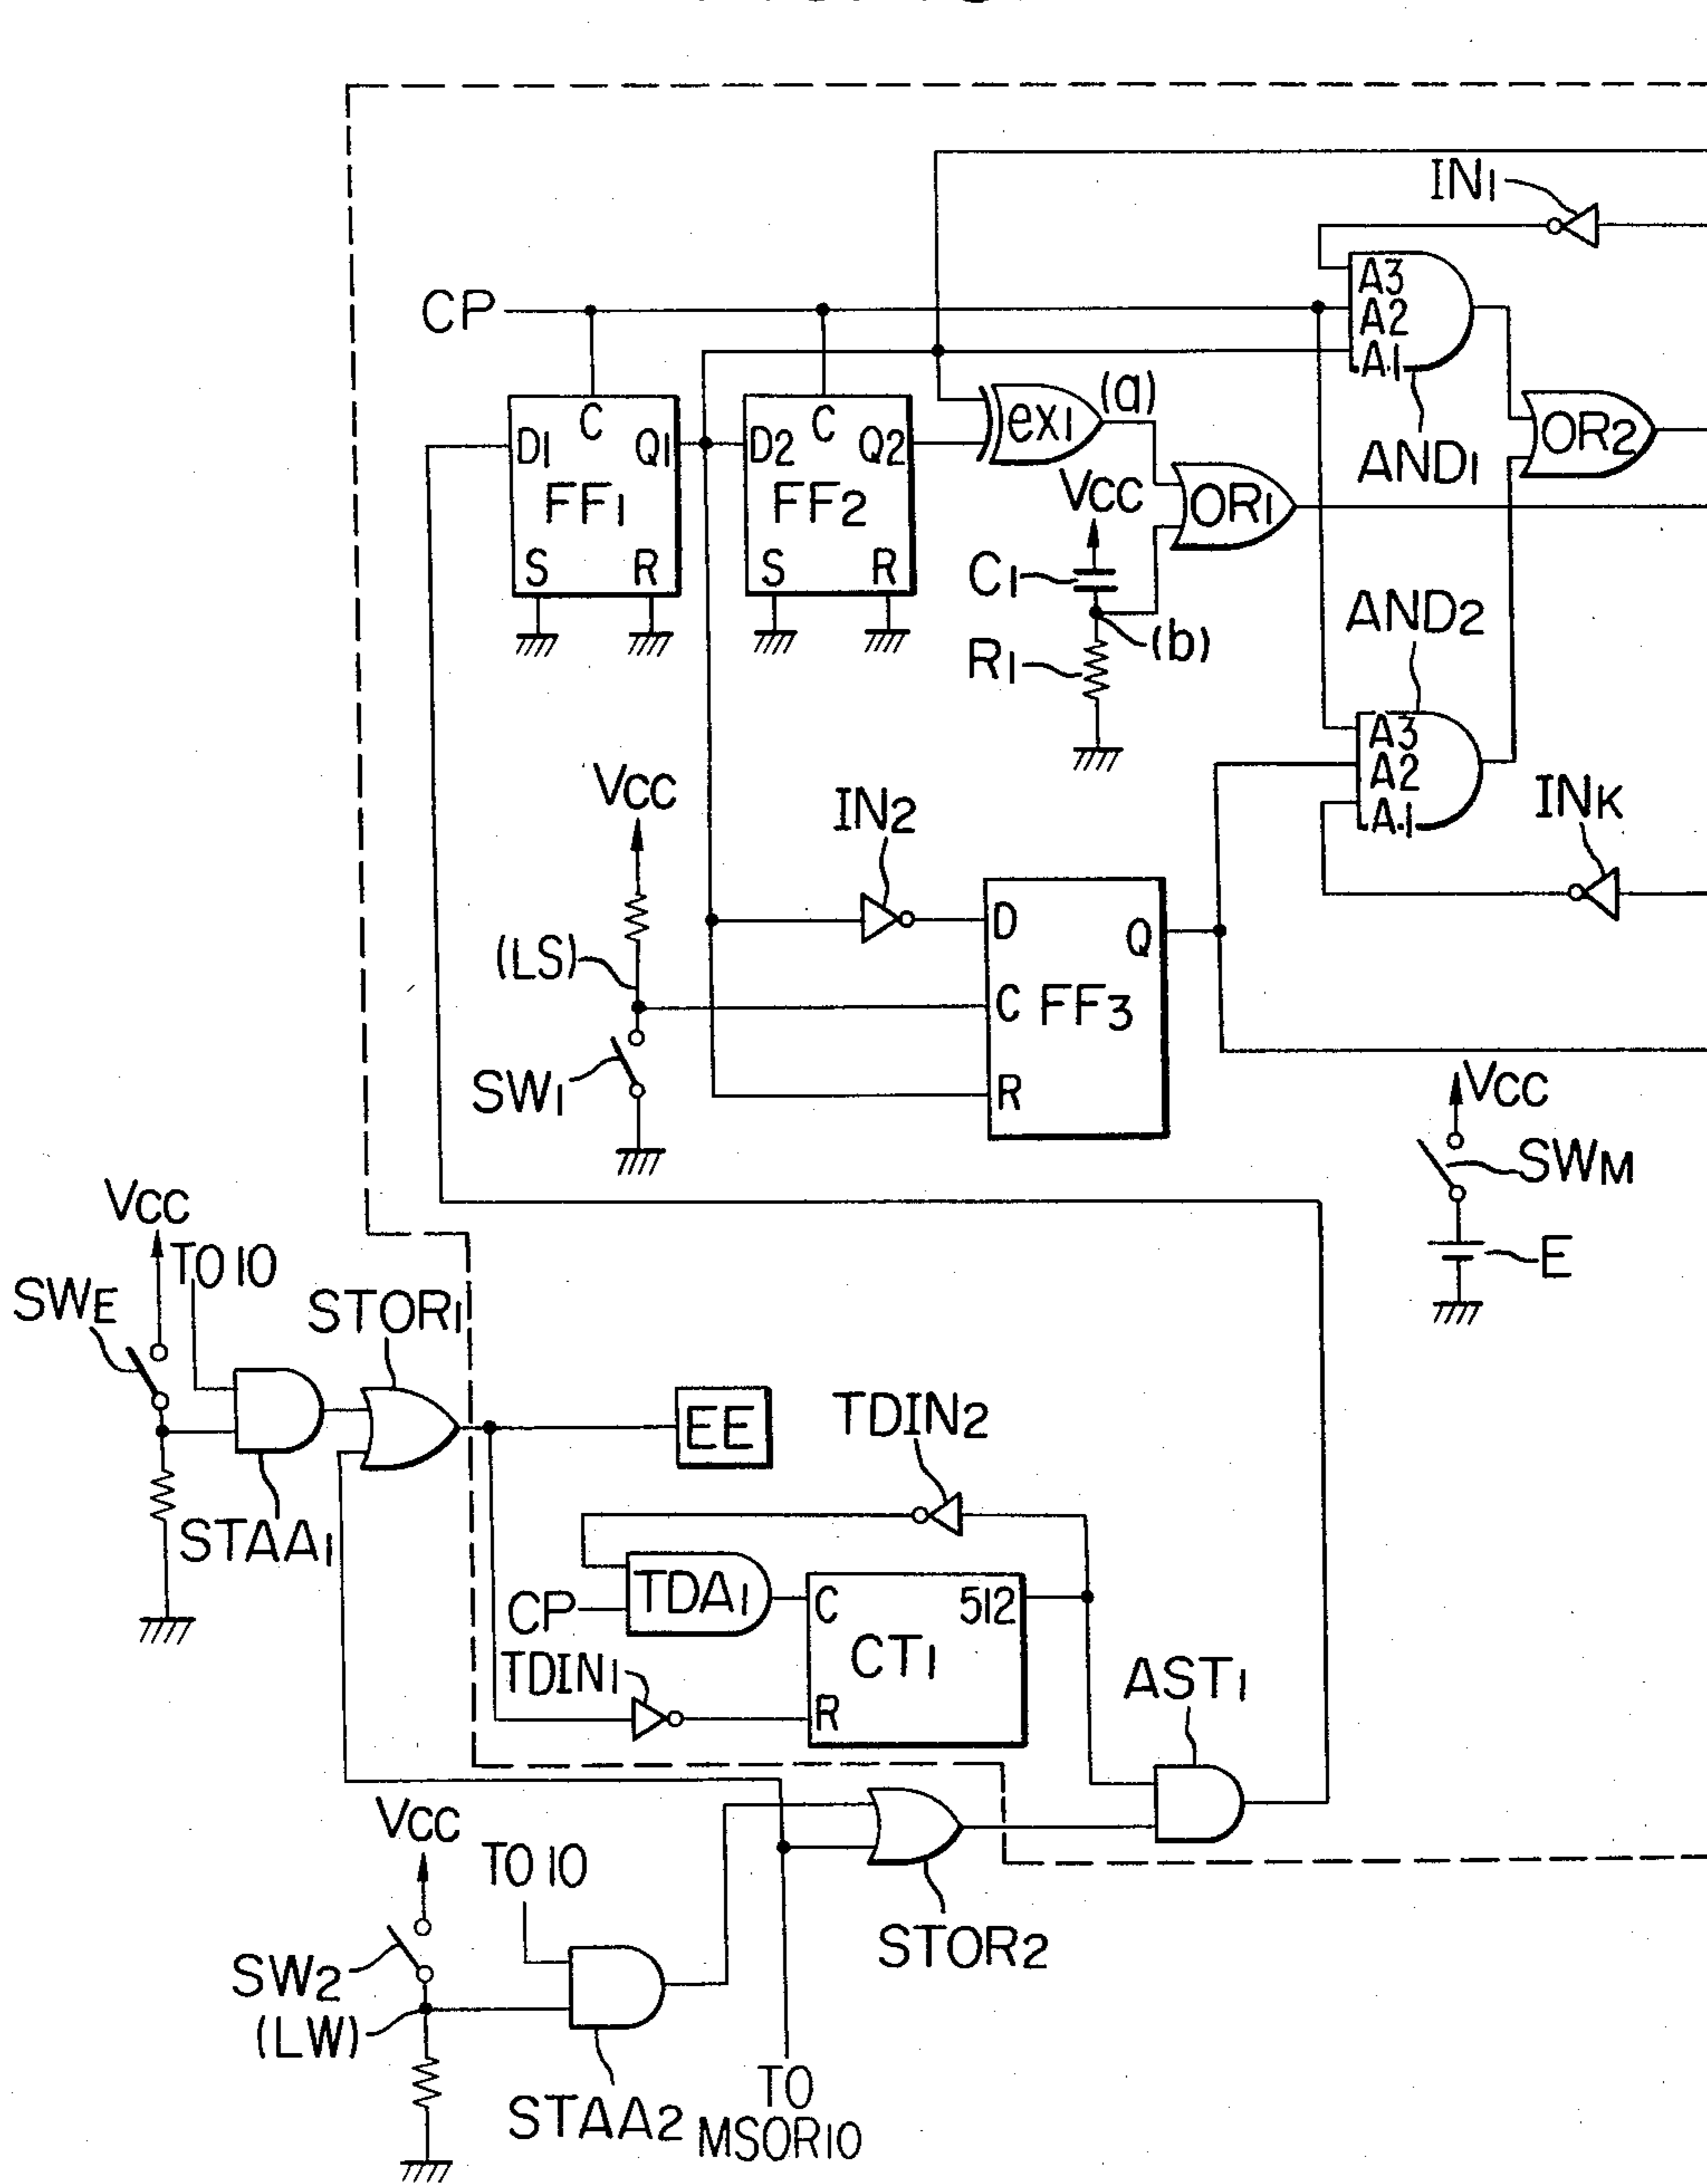 IN1
A3
CP
A2
A1
(a)
C
C
ex1
D1
Q1
D2
Q2
OR2
AND1
VCC
FF1
FF2
OR1
S
R
S
R
C1
AND2
(b)
R1
A3
VCC
A2
IN2
A1
INK
D
Q
(LS)
C
FF3
SW1
R
VCC
SWM
VCC
TO 10
E
SWE
STOR1
EE
TDIN2
STAA1
TDA1
C
512
CP
CT1
TDIN1
AST1
R
VCC
TO 10
STOR2
SW2
(LW)
TO
STAA2
MSOR10